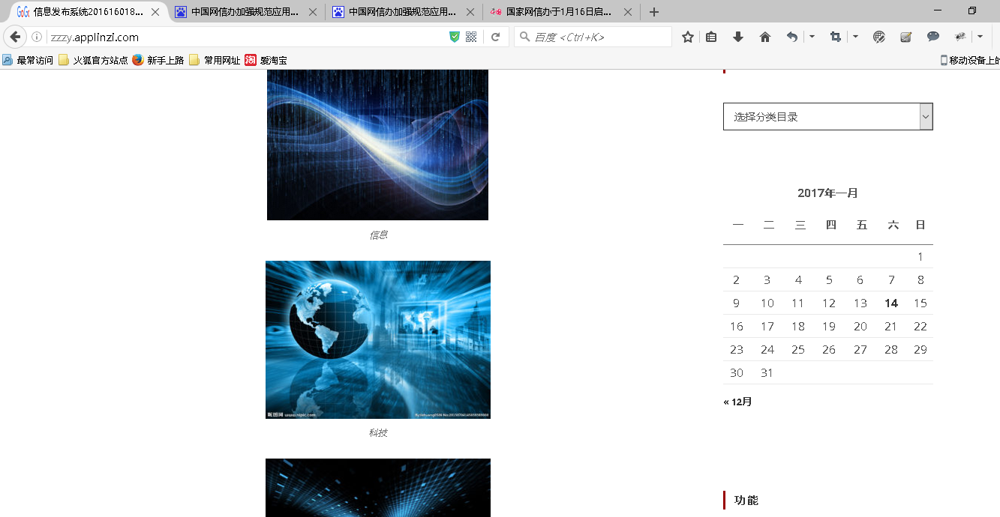 信息发布系统201616018...
中国网信办加强规范应用...
中国网信办加强规范应用...
国家网信办于1月16日启...
zzzy.applinzi.com
百度 <Ctrl+K>
最常访问 火狐官方站点 新手上路 常用网址 淘 爱淘宝 移动设备上的
选择分类目录
信息
2017年一月
一 二 三 四 五 六 日
1
2 3 4 5 6 7 8
9 10 11 12 13 14 15
16 17 18 19 20 21 22
23 24 25 26 27 28 29
30 31
« 12月
昵图网 www.nipic.com
科技
功能